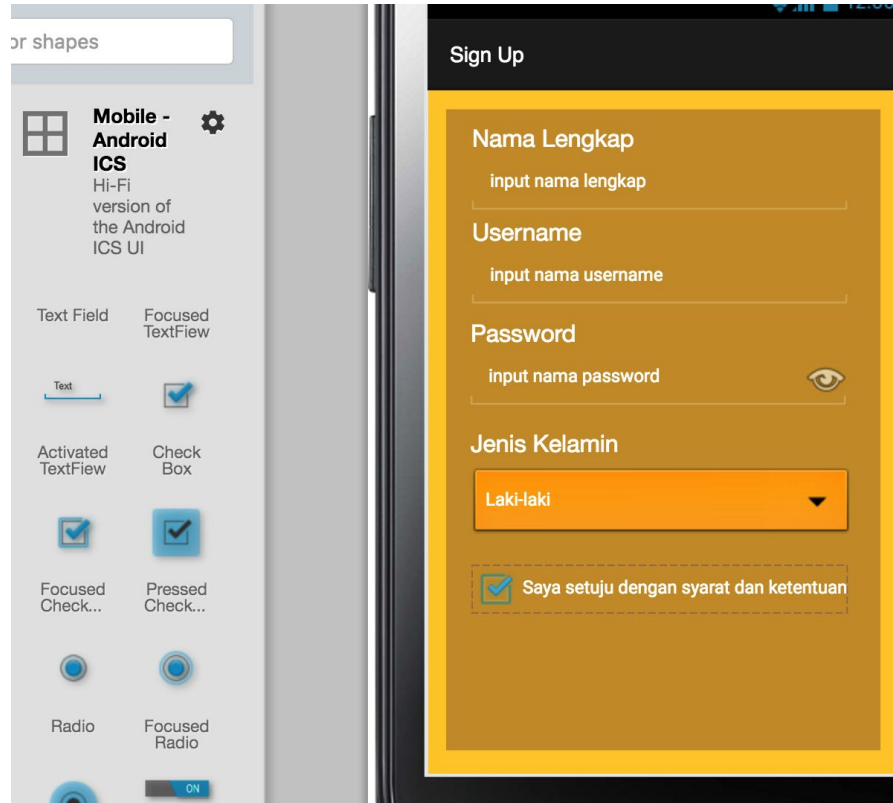 or shapes
Mobile -
Android
ICS
Hi-Fi
version of
the Android
ICS UI
Text Field
Focused
TextFiew
Text
Activated
TextFiew
Check
Box
Focused
Check...
Pressed
Check...
Radio
Focused
Radio
ON
Sign Up
Nama Lengkap
input nama lengkap
Username
input nama username
Password
input nama password
Jenis Kelamin
Laki-laki
Saya setuju dengan syarat dan ketentuan